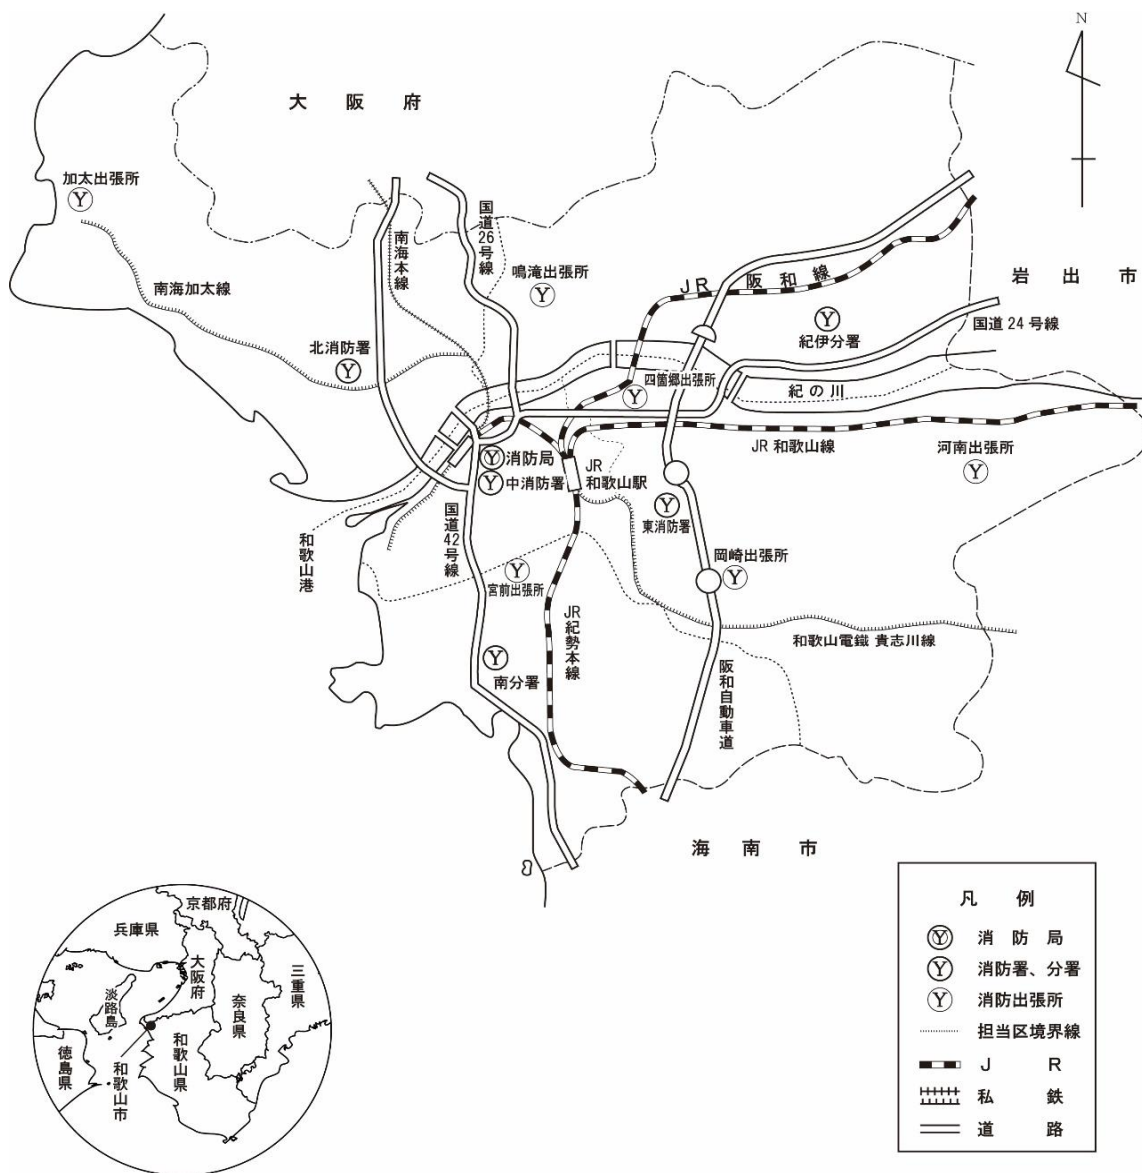 N
大阪府
加太出張所
Y
国道26号線
南海本線
鳴滝出張所
Y
JR 阪和線
岩出市
南海加太線
Y
紀伊分署
国道24号線
北消防署
Y
四箇郷出張所
Y
紀の川
JR和歌山線
河南出張所
Y
Y 消防局
Y 中消防署
JR
和歌山駅
国道42号線
Y
東消防署
和歌山港
岡崎出張所
Y
Y
宮前出張所
JR紀勢本線
和歌山電鐵 貴志川線
Y
南分署
阪和自動車道
海南市
凡例
Y 消防局
Y 消防署、分署
Y 消防出張所
担当区境界線
JR
私鉄
道路
京都府
兵庫県
大阪府
三重県
淡路島
奈良県
和歌山県
徳島県
和歌山市